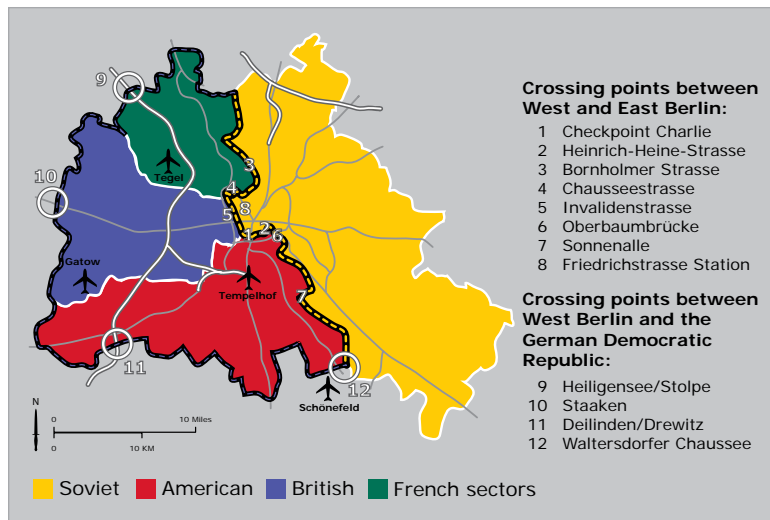 9
10
Tegel
3
4
8
5
2
1
6
Gatow
Tempelhof
7
11
12
Schönefeld
N
0 10 Miles
0 10 KM
Crossing points between
West and East Berlin:
1 Checkpoint Charlie
2 Heinrich-Heine-Strasse
3 Bornholmer Strasse
4 Chausseestrasse
5 Invalidenstrasse
6 Oberbaumbrücke
7 Sonnenalle
8 Friedrichstrasse Station
Crossing points between
West Berlin and the
German Democratic
Republic:
9 Heiligensee/Stolpe
10 Staaken
11 Deilinden/Drewitz
12 Waltersdorfer Chaussee
Soviet American British French sectors